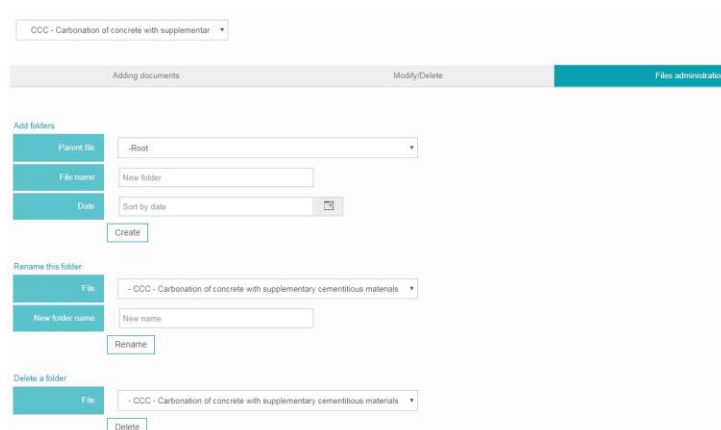 CCC - Carbonation of concrete with supplementar
Adding documents Modify/Delete Files administratio
Add folders
Parent file -Root
File name New folder
Date Sort by date
Create
Rename this folder
File - CCC - Carbonation of concrete with supplementary cementitious materials
New folder name New name
Rename
Delete a folder
File - CCC - Carbonation of concrete with supplementary cementitious materials
Delete